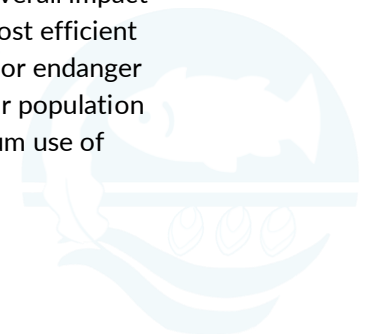 overall impact
ost efficient
or endanger
r population
um use of